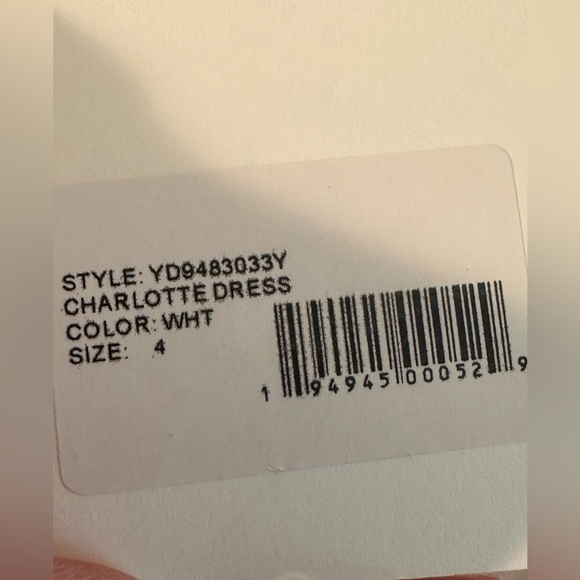 STYLE: YD9483033Y
CHARLOTTE DRESS
COLOR: WHT
SIZE: 4
1 94945 00052 9